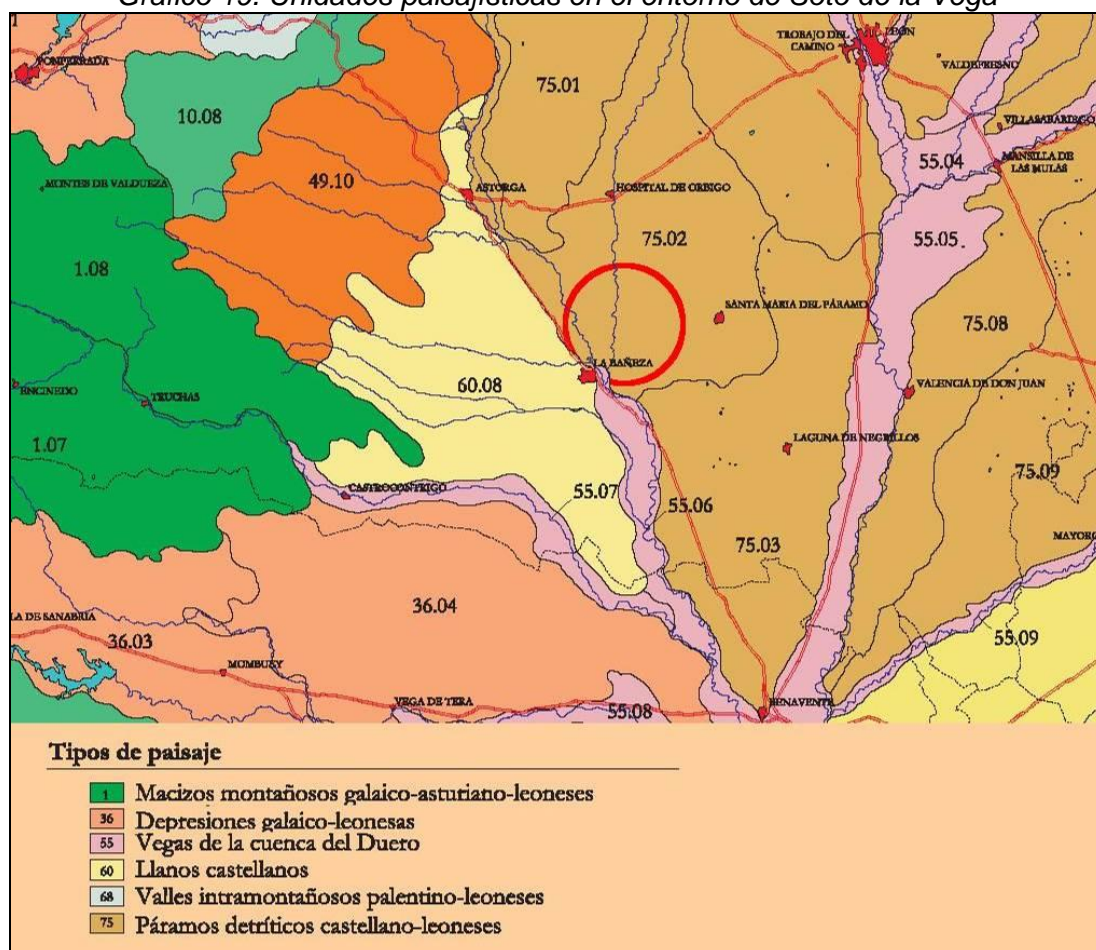 Gráfico 19. Unidades paisajísticas en el entorno de Soto de la Vega
PONFERRADA
TROBAJO DEL
CAMINO
LEÓN
VALDEFRESNO
75.01
10.08
VILLASABARIEGO
55.04
MANSILLA DE
LAS MULAS
MONTES DE VALDUEZA
49.10
ASTORGA
HOSPITAL DE ORBIGO
75.02
55.05
1.08
SANTA MARIA DEL PÁRAMO
75.08
LA BAÑEZA
ENCINEDO
TRUCHAS
60.08
VALENCIA DE DON JUAN
1.07
LAGUNA DE NEGRILLOS
75.09
CASTROCONTRIGO
55.07
55.06
75.03
MAYORG
36.04
LA DE SANABRIA
36.03
55.09
MOMBUEY
VEGA DE TERA
55.08
BENAVENTE
Tipos de paisaje
1 Macizos montañosos galaico-asturiano-leoneses
36 Depresiones galaico-leonesas
55 Vegas de la cuenca del Duero
60 Llanos castellanos
68 Valles intramontañosos palentino-leoneses
75 Páramos detríticos castellano-leoneses